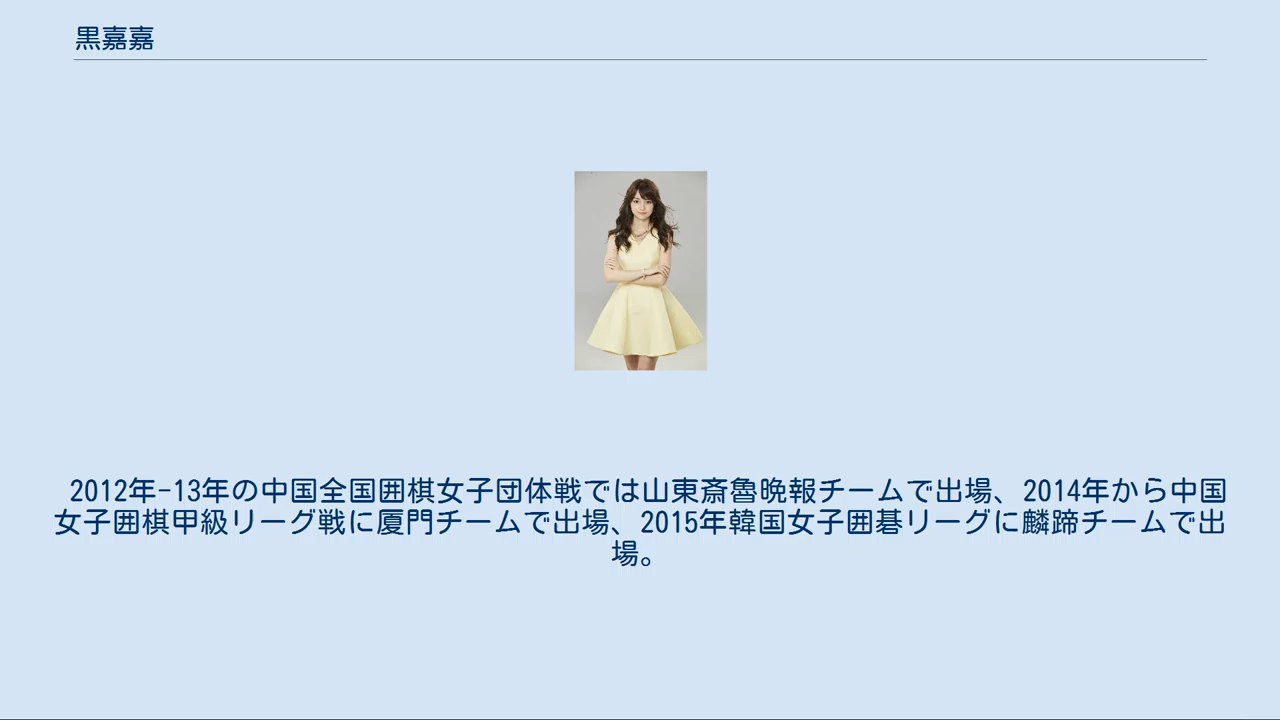 黒嘉嘉
2012年-13年の中国全国囲棋女子団体戦では山東斎魯晩報チームで出場、2014年から中国
女子囲棋甲級リーグ戦に厦門チームで出場、2015年韓国女子囲碁リーグに麟蹄チームで出
場。